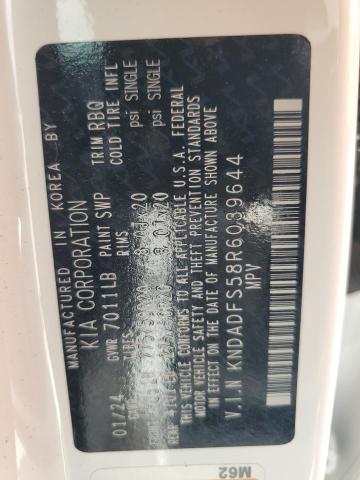 MANUFACTURED IN KOREA BY
KIA CORPORATION
01/24 GVWR 7011LB PAINT SWP TRIM RBQ
TIRES RIMS COLD TIRE INFL
psi SINGLE
psi SINGLE
THIS VEHICLE CONFORMS TO ALL APPLICABLE U.S.A. FEDERAL
MOTOR VEHICLE SAFETY AND THEFT PREVENTION STANDARDS
IN EFFECT ON THE DATE OF MANUFACTURE SHOWN ABOVE
V.I.N KNDADFS58R6039644
MPV
M62